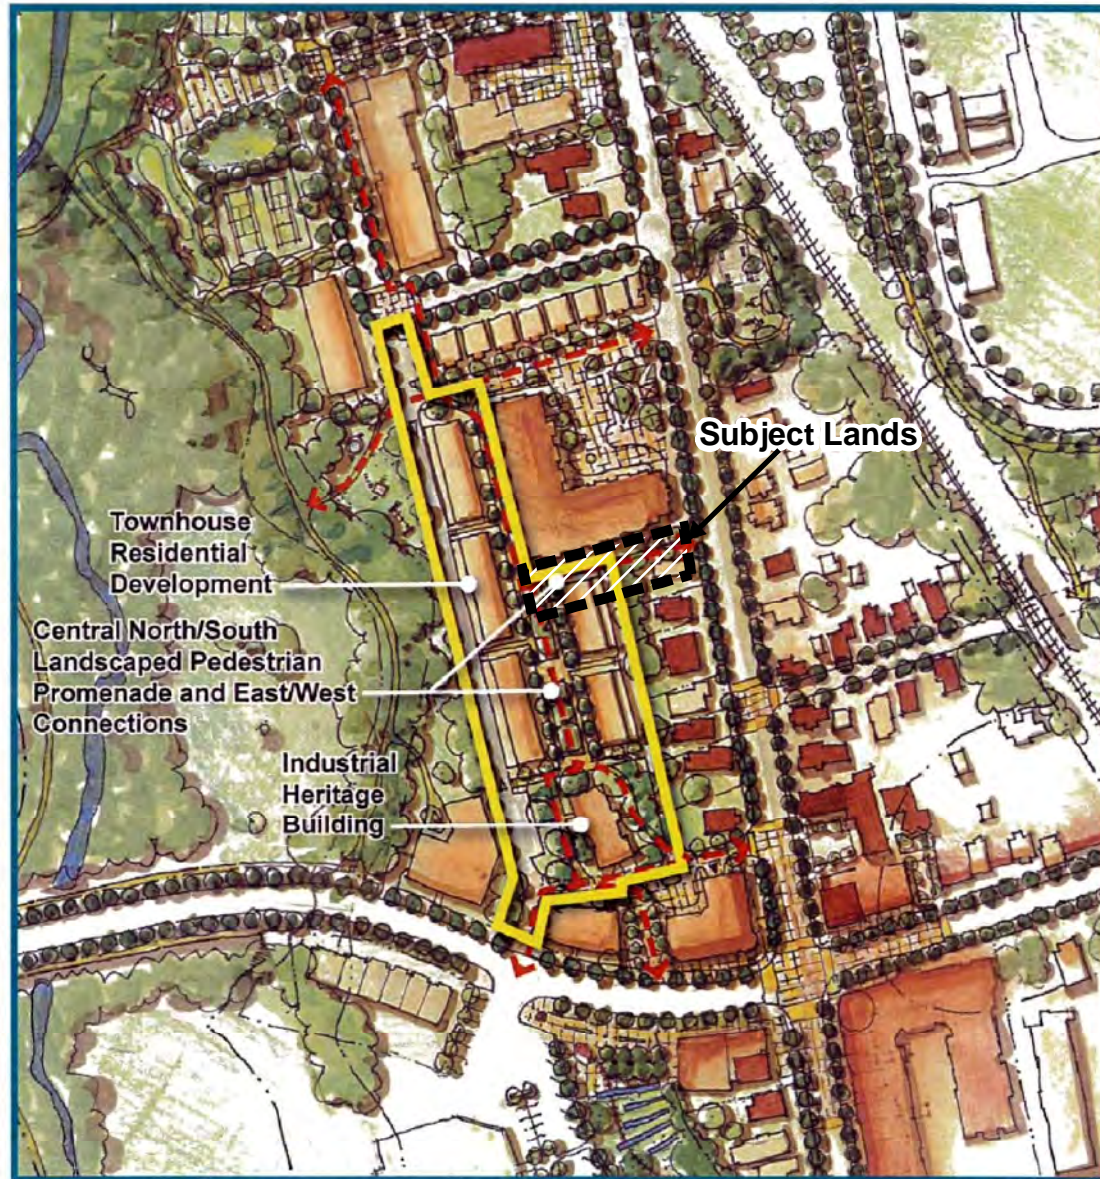 Subject Lands
Townhouse
Residential
Development
Central North/South
Landscaped Pedestrian
Promenade and East/West
Connections
Industrial
Heritage
Building